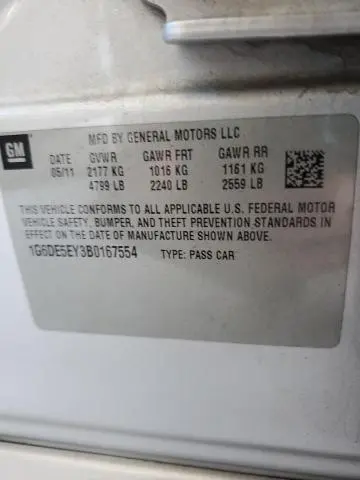 GM
MFD BY GENERAL MOTORS LLC
DATE GVWR GAWR FRT GAWR RR
05/11 2177 KG 1016 KG 1161 KG
4799 LB 2240 LB 2559 LB
THIS VEHICLE CONFORMS TO ALL APPLICABLE U.S. FEDERAL MOTOR
VEHICLE SAFETY, BUMPER, AND THEFT PREVENTION STANDARDS IN
EFFECT ON THE DATE OF MANUFACTURE SHOWN ABOVE.
1G6DE5EY3B0167554 TYPE: PASS CAR